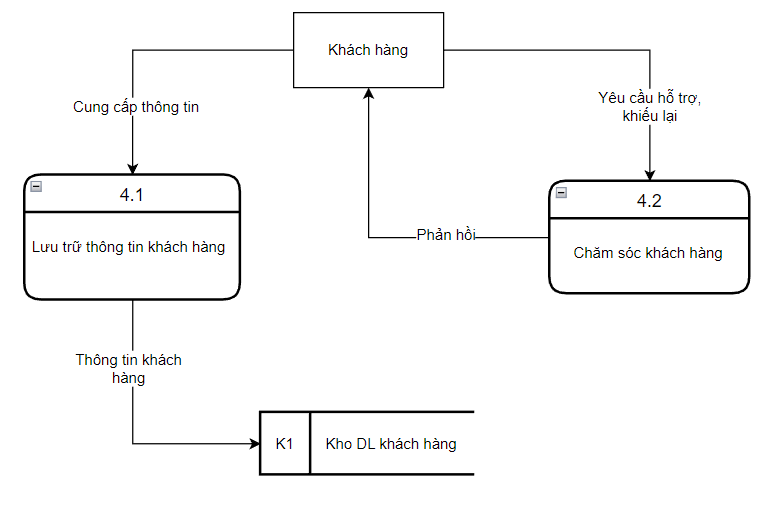 Khách hàng
Cung cấp thông tin
Yêu cầu hỗ trợ,
khiếu lại
4.1
Lưu trữ thông tin khách hàng
4.2
Chăm sóc khách hàng
Phản hồi
Thông tin khách
hàng
K1
Kho DL khách hàng